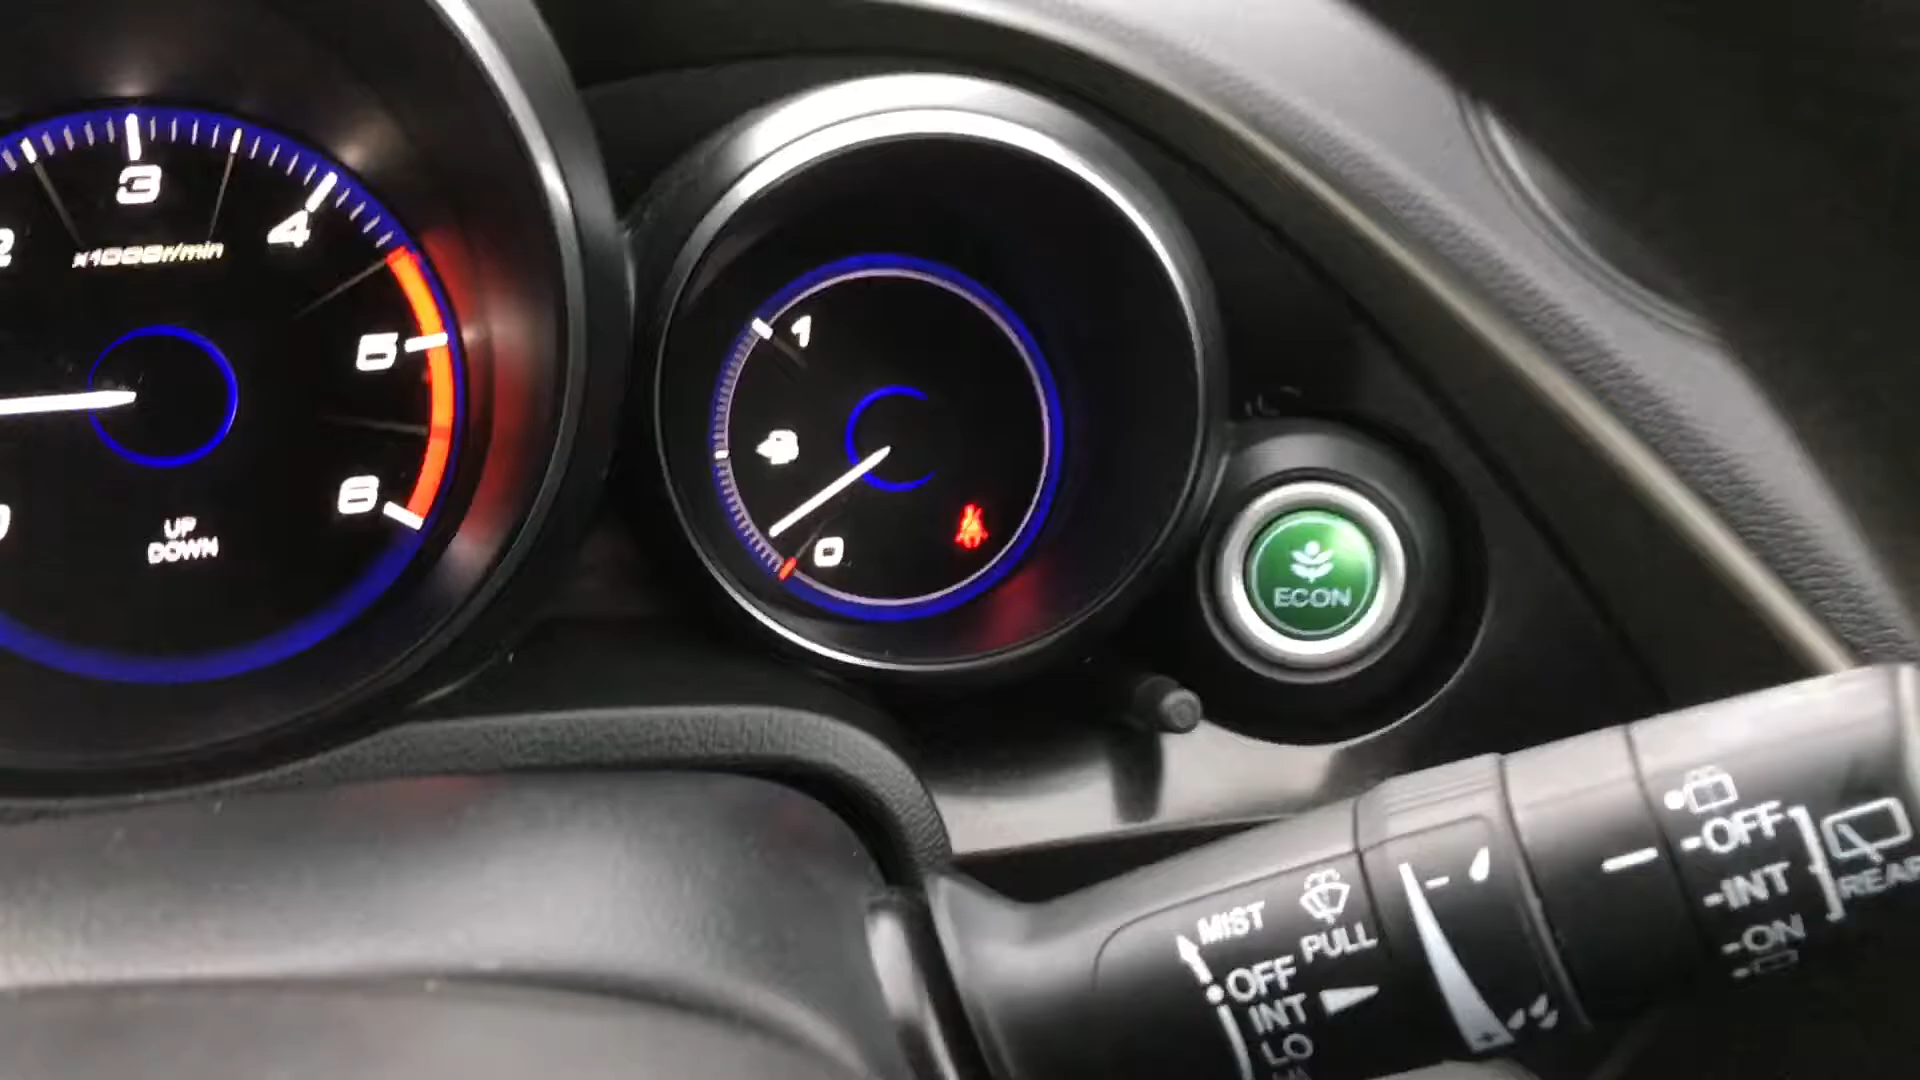 2
3
4
5
6
x1000r/min
UP
DOWN
1
0
ECON
MIST
PULL
OFF
INT
LO
OFF
INT
ON
REAR